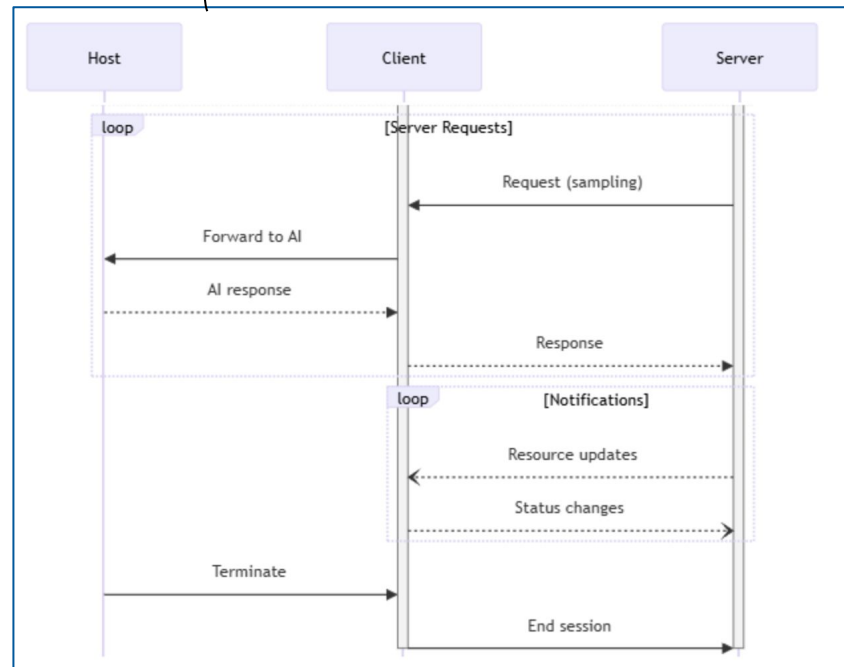 Host Client Server
loop [Server Requests]
Request (sampling)
Forward to AI
AI response
Response
loop [Notifications]
Resource updates
Status changes
Terminate
End session